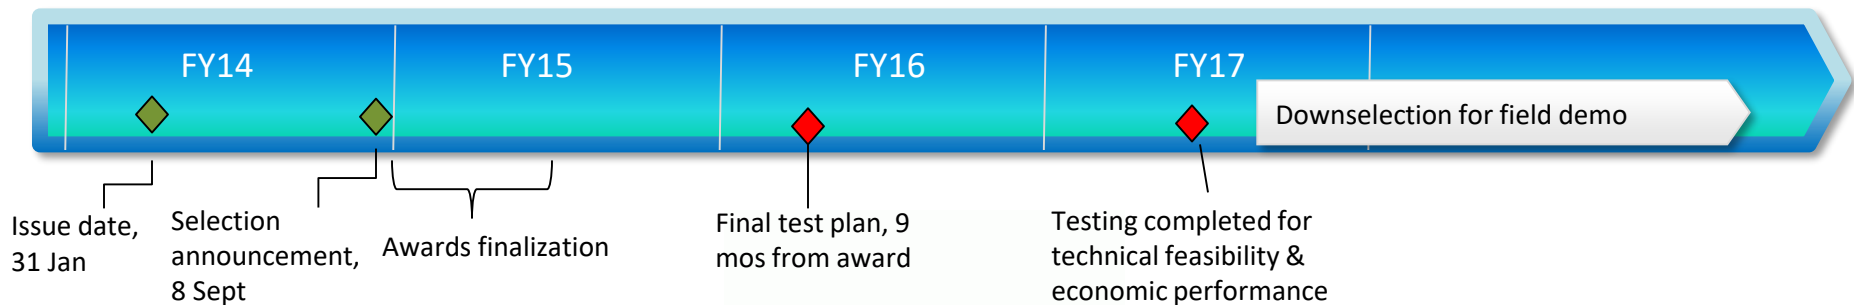 FY14
FY15
FY16
FY17
Downselection for field demo
Issue date,
31 Jan
Selection
announcement,
8 Sept
Awards finalization
Final test plan, 9
mos from award
Testing completed for
technical feasibility &
economic performance